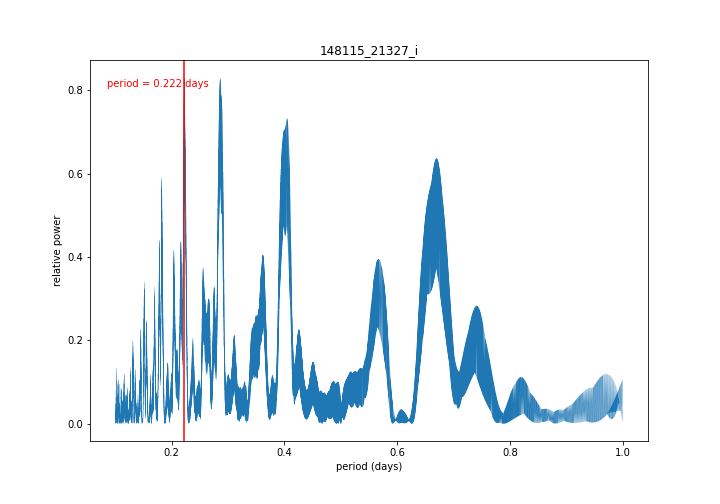 148115_21327_i
period = 0.222 days
relative power
0.8
0.6
0.4
0.2
0.0
0.2 0.4 0.6 0.8 1.0
period (days)